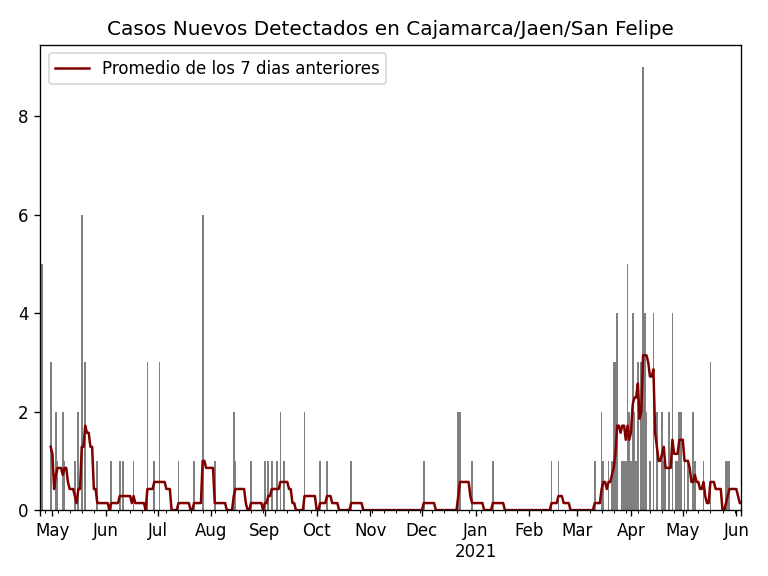 Casos Nuevos Detectados en Cajamarca/Jaen/San Felipe
Promedio de los 7 dias anteriores
8
6
4
2
0
May Jun Jul Aug Sep Oct Nov Dec Jan Feb Mar Apr May Jun
2021